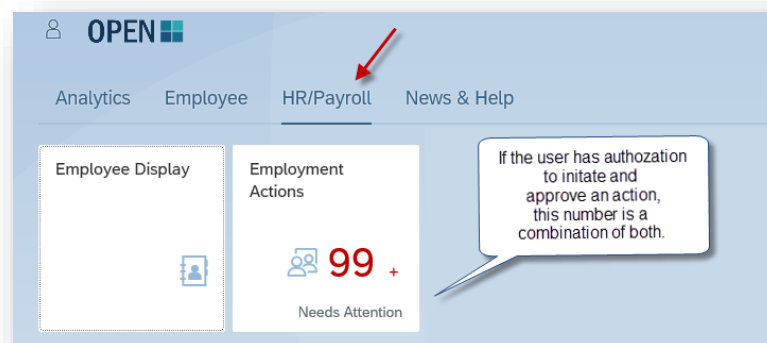 OPEN
Analytics Employee HR/Payroll News & Help
Employee Display
Employment
Actions
99 +
Needs Attention
If the user has authozation
to initate and
approve an action,
this number is a
combination of both.